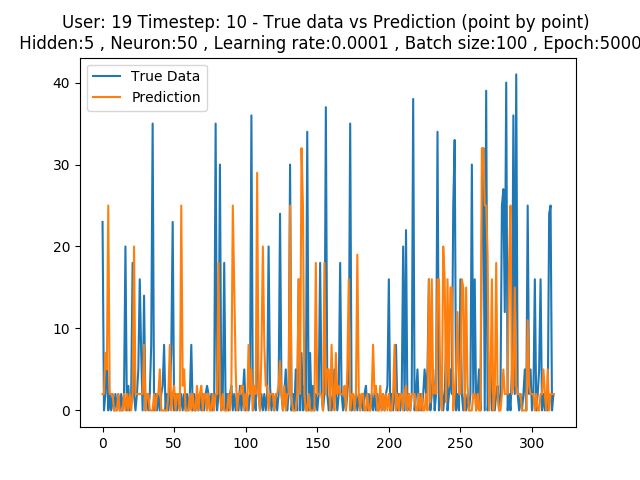 User: 19 Timestep: 10 - True data vs Prediction (point by point)
Hidden:5 , Neuron:50 , Learning rate:0.0001 , Batch size:100 , Epoch:5000
True Data
Prediction
40
30
20
10
0
0 50 100 150 200 250 300